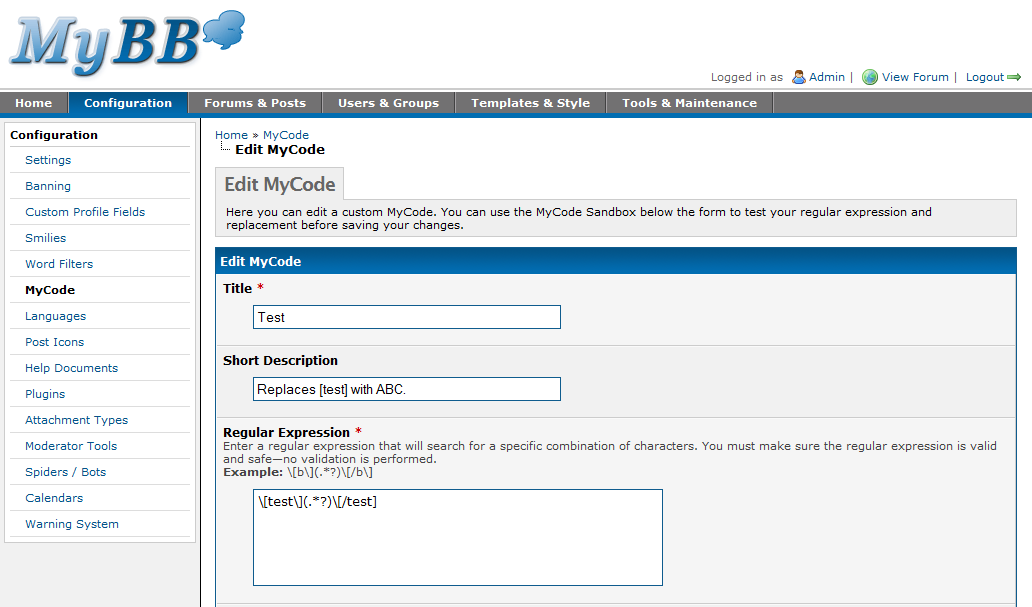 MyBB
Logged in as Admin | View Forum | Logout
Home Configuration Forums & Posts Users & Groups Templates & Style Tools & Maintenance
Configuration
Settings
Banning
Custom Profile Fields
Smilies
Word Filters
MyCode
Languages
Post Icons
Help Documents
Plugins
Attachment Types
Moderator Tools
Spiders / Bots
Calendars
Warning System
Home » MyCode
Edit MyCode
Edit MyCode
Here you can edit a custom MyCode. You can use the MyCode Sandbox below the form to test your regular expression and
replacement before saving your changes.
Edit MyCode
Title *
Test
Short Description
Replaces [test] with ABC.
Regular Expression *
Enter a regular expression that will search for a specific combination of characters. You must make sure the regular expression is valid
and safe—no validation is performed.
Example: \[b\](.*?)\[/b\]
\[test\](.*?)\[/test]